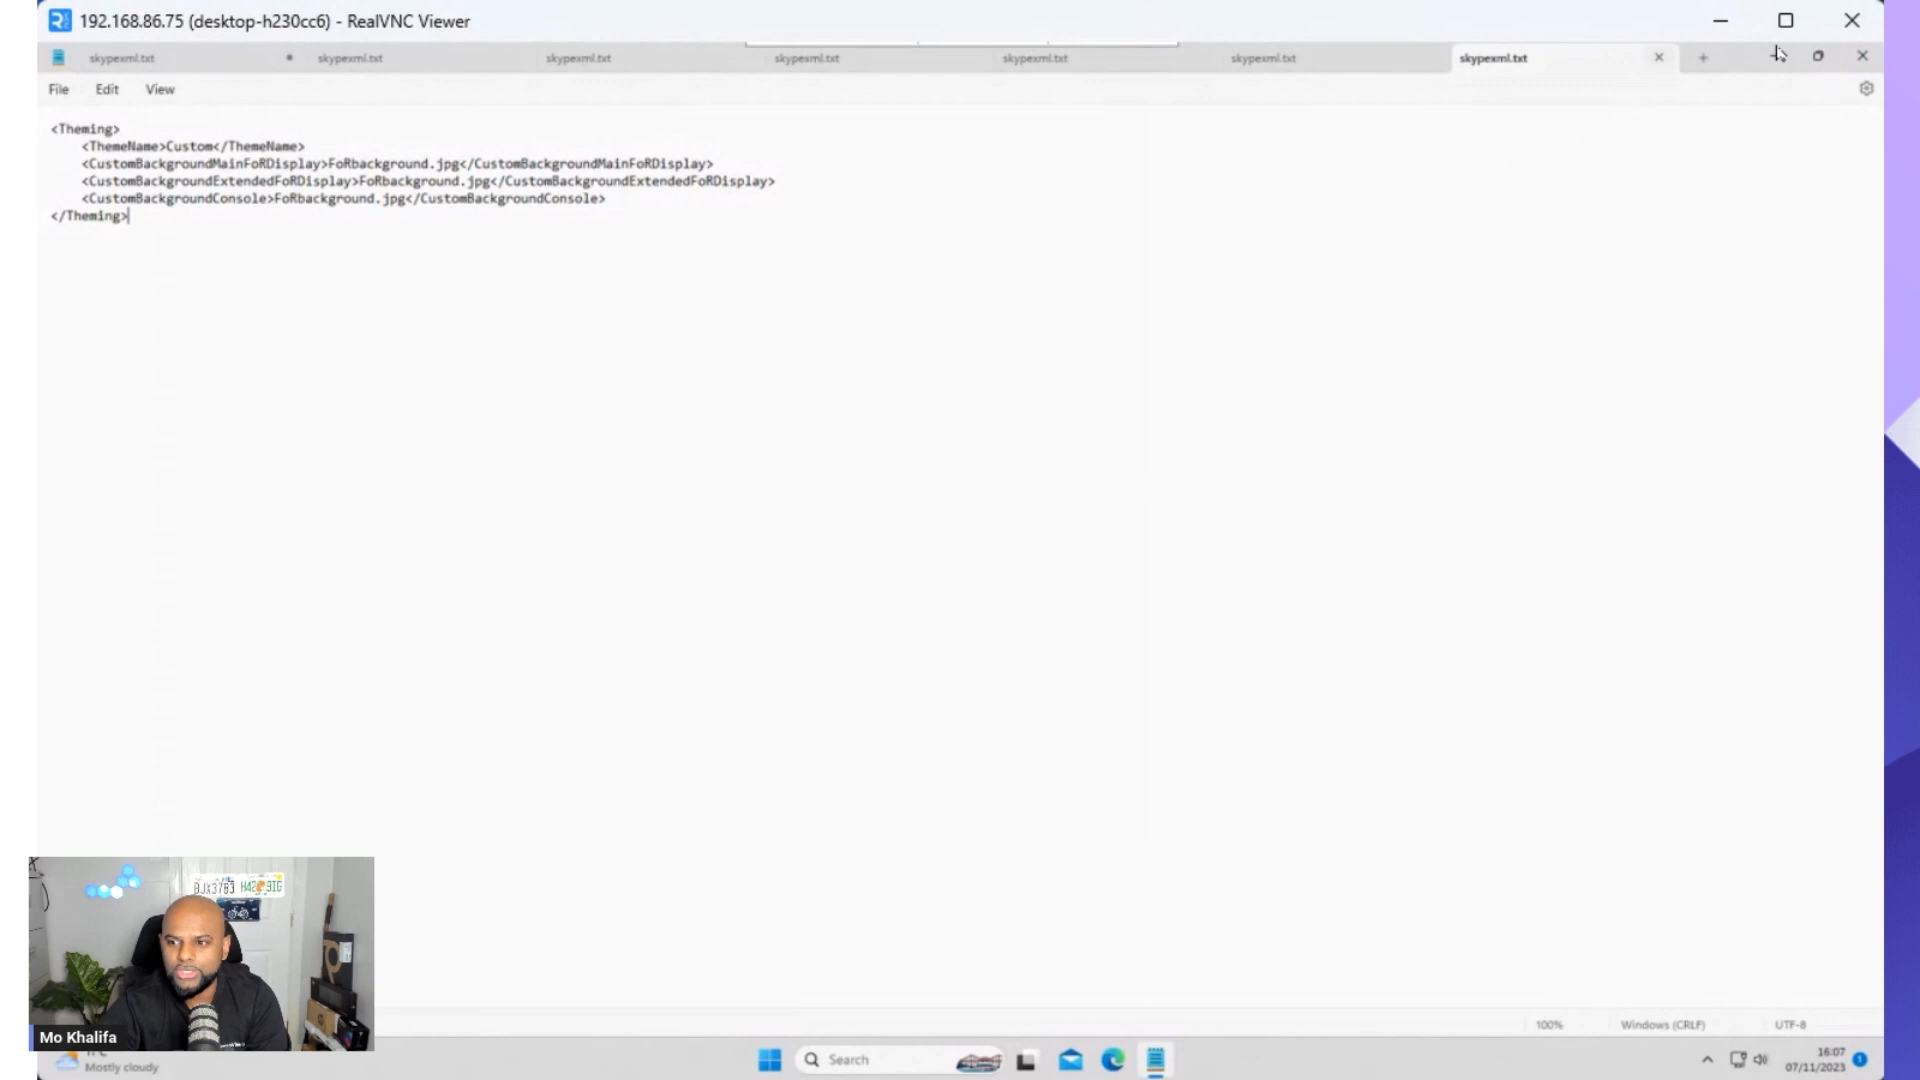 192.168.86.75 (desktop-h230cc6) - RealVNC Viewer
skypexml.txt skypexml.txt skypexml.txt skypexml.txt skypexml.txt skypexml.txt skypexml.txt
File Edit View
<Theming>
<ThemeName>Custom</ThemeName>
<CustomBackgroundMainFoRDisplay>FoRbackground.jpg</CustomBackgroundMainFoRDisplay>
<CustomBackgroundExtendedFoRDisplay>FoRbackground.jpg</CustomBackgroundExtendedFoRDisplay>
<CustomBackgroundConsole>FoRbackground.jpg</CustomBackgroundConsole>
</Theming>
BJX37B3
Mo Khalifa
100% Windows (CRLF) UTF-8
Mostly cloudy
Search
16:07
07/11/2023
1